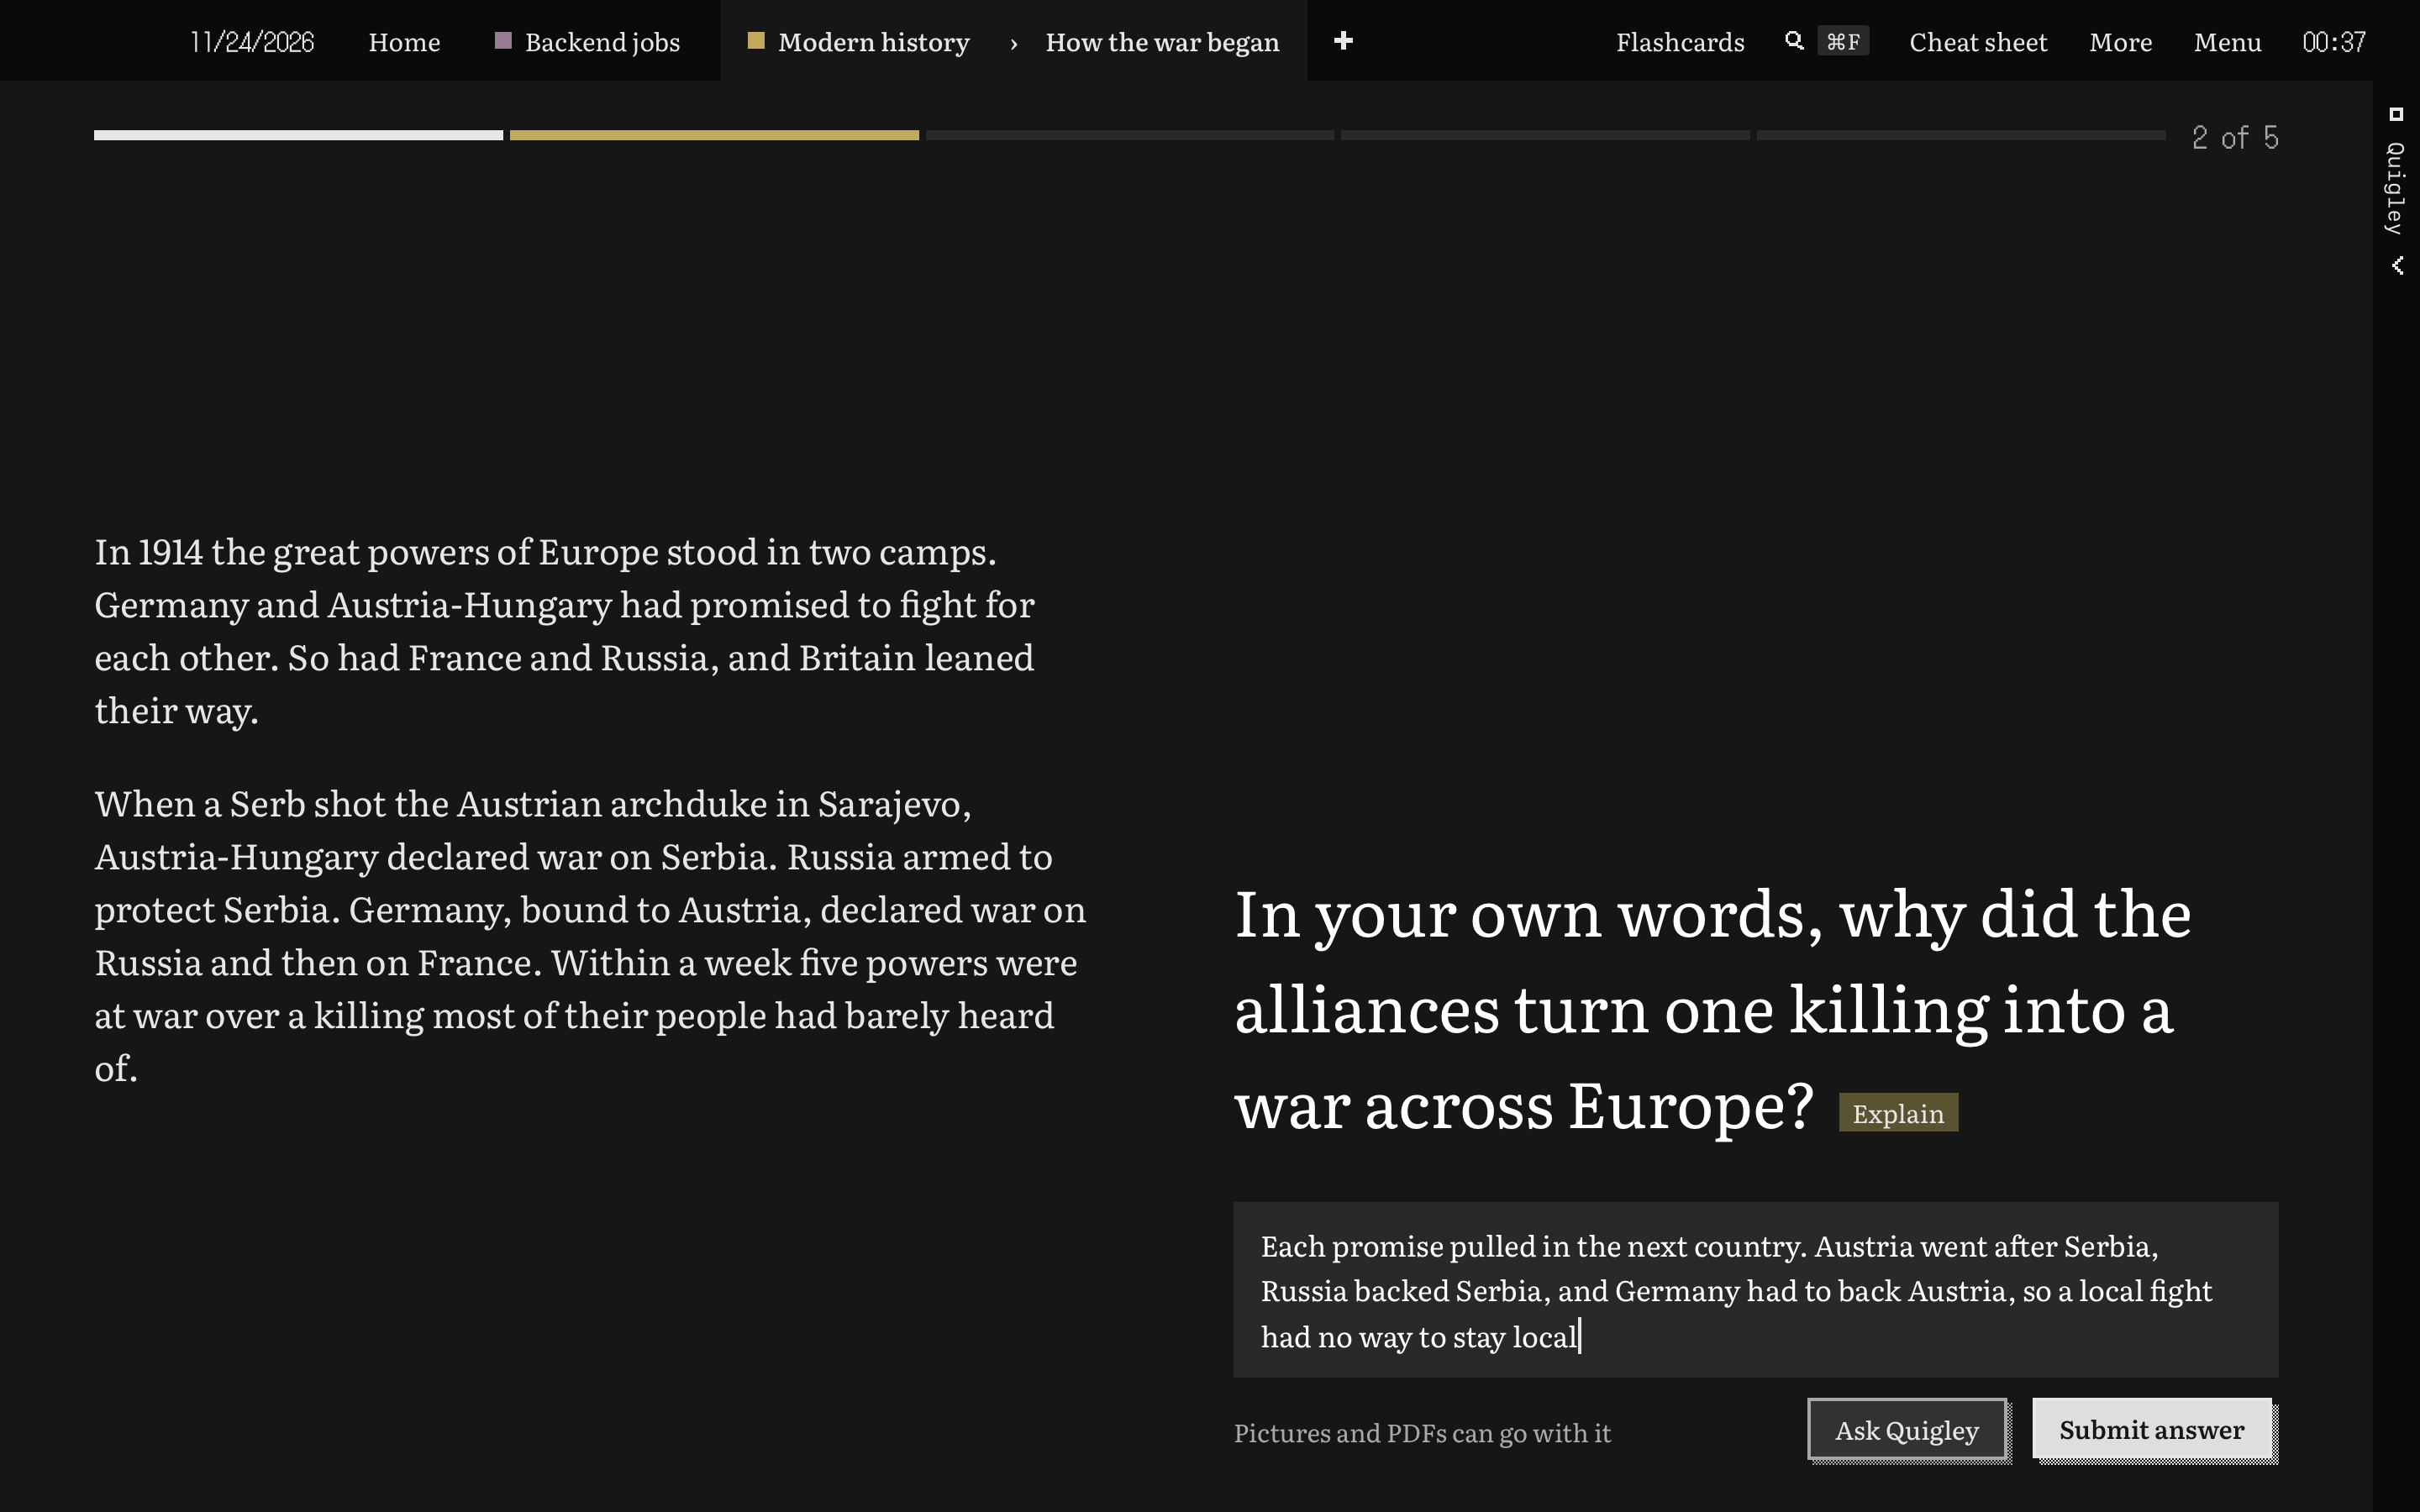 11/24/2026
Home
Backend jobs
Modern history › How the war began
Flashcards
⌘F
Cheat sheet
More
Menu
00:37
2 of 5
Quigley
In 1914 the great powers of Europe stood in two camps.
Germany and Austria-Hungary had promised to fight for
each other. So had France and Russia, and Britain leaned
their way.
When a Serb shot the Austrian archduke in Sarajevo,
Austria-Hungary declared war on Serbia. Russia armed to
protect Serbia. Germany, bound to Austria, declared war on
Russia and then on France. Within a week five powers were
at war over a killing most of their people had barely heard
of.
In your own words, why did the
alliances turn one killing into a
war across Europe? Explain
Each promise pulled in the next country. Austria went after Serbia,
Russia backed Serbia, and Germany had to back Austria, so a local fight
had no way to stay local
Pictures and PDFs can go with it
Ask Quigley
Submit answer